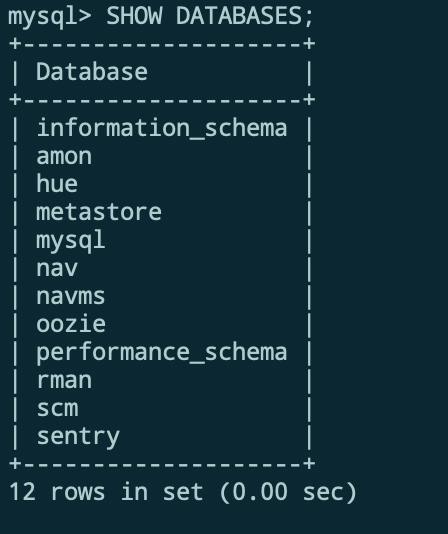 mysql> SHOW DATABASES;
+--------------------+
| Database           |
+--------------------+
| information_schema |
| amon               |
| hue                |
| metastore          |
| mysql              |
| nav                |
| navms              |
| oozie              |
| performance_schema |
| rman               |
| scm                |
| sentry             |
+--------------------+
12 rows in set (0.00 sec)